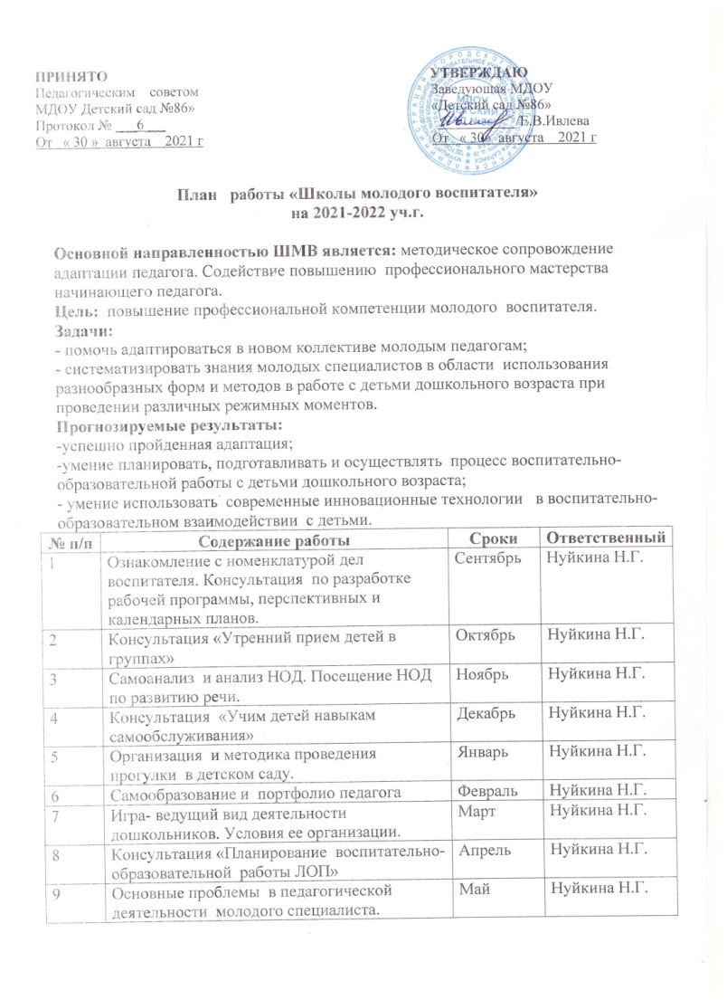 ПРИНЯТО
Педагогическим советом
МДОУ Детский сад №86»
Протокол № ___6___
От « 30 » августа 2021 г
УТВЕРЖДАЮ
Заведующая МДОУ
«Детский сад №86»
/Е.В.Ивлева
От « 30» августа 2021 г
План работы «Школы молодого воспитателя»
на 2021-2022 уч.г.
Основной направленностью ШМВ является: методическое сопровождение
адаптации педагога. Содействие повышению профессионального мастерства
начинающего педагога.
Цель: повышение профессиональной компетенции молодого воспитателя.
Задачи:
- помочь адаптироваться в новом коллективе молодым педагогам;
- систематизировать знания молодых специалистов в области использования
разнообразных форм и методов в работе с детьми дошкольного возраста при
проведении различных режимных моментов.
Прогнозируемые результаты:
-успешно пройденная адаптация;
-умение планировать, подготавливать и осуществлять процесс воспитательно-
образовательной работы с детьми дошкольного возраста;
- умение использовать современные инновационные технологии в воспитательно-
образовательном взаимодействии с детьми.
№ п/п Содержание работы Сроки Ответственный
1 Ознакомление с номенклатурой дел Сентябрь Нуйкина Н.Г.
воспитателя. Консультация по разработке
рабочей программы, перспективных и
календарных планов.
2 Консультация «Утренний прием детей в Октябрь Нуйкина Н.Г.
группах»
3 Самоанализ и анализ НОД. Посещение НОД Ноябрь Нуйкина Н.Г.
по развитию речи.
4 Консультация «Учим детей навыкам Декабрь Нуйкина Н.Г.
самообслуживания»
5 Организация и методика проведения Январь Нуйкина Н.Г.
прогулки в детском саду.
6 Самообразование и портфолио педагога Февраль Нуйкина Н.Г.
7 Игра- ведущий вид деятельности Март Нуйкина Н.Г.
дошкольников. Условия ее организации.
8 Консультация «Планирование воспитательно- Апрель Нуйкина Н.Г.
образовательной работы ЛОП»
9 Основные проблемы в педагогической Май Нуйкина Н.Г.
деятельности молодого специалиста.